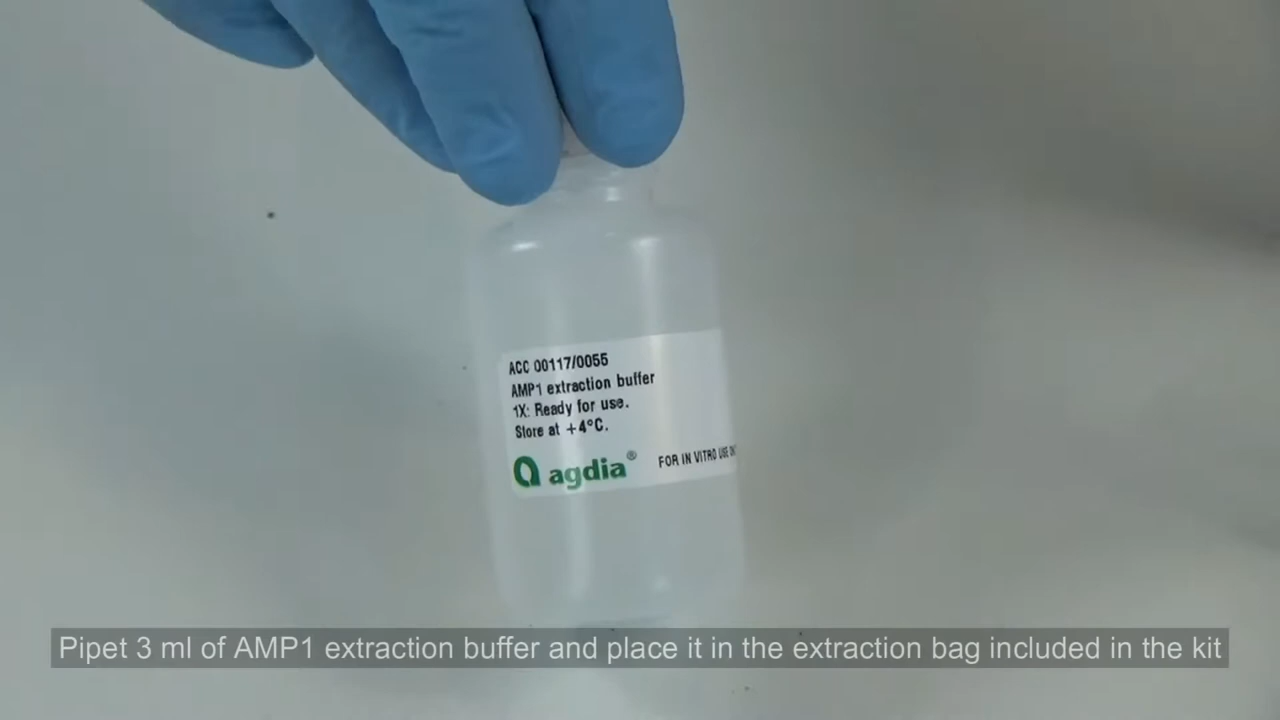 ACC 00117/0055
AMP1 extraction buffer
1X: Ready for use.
Store at +4°C.
agdia®
FOR IN VITRO USE
Pipet 3 ml of AMP1 extraction buffer and place it in the extraction bag included in the kit